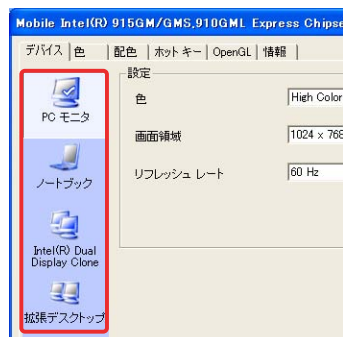 Mobile Intel(R) 915GM/GMS,910GML Express Chipse
デバイス 色 配色 ホット キー OpenGL 情報
設定
PC モニタ
色 High Color
画面領域 1024 x 768
ノートブック
リフレッシュ レート 60 Hz
Intel(R) Dual
Display Clone
拡張デスクトップ